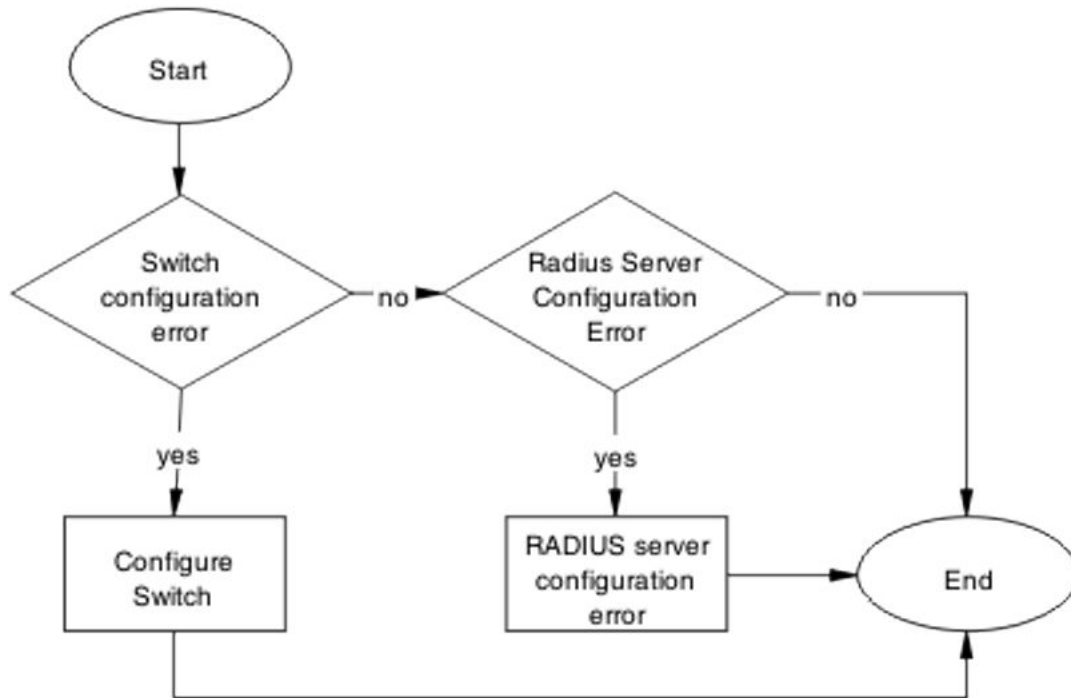 Start
Switch
configuration
error
no
Radius Server
Configuration
Error
no
yes
yes
Configure
Switch
RADIUS server
configuration
error
End